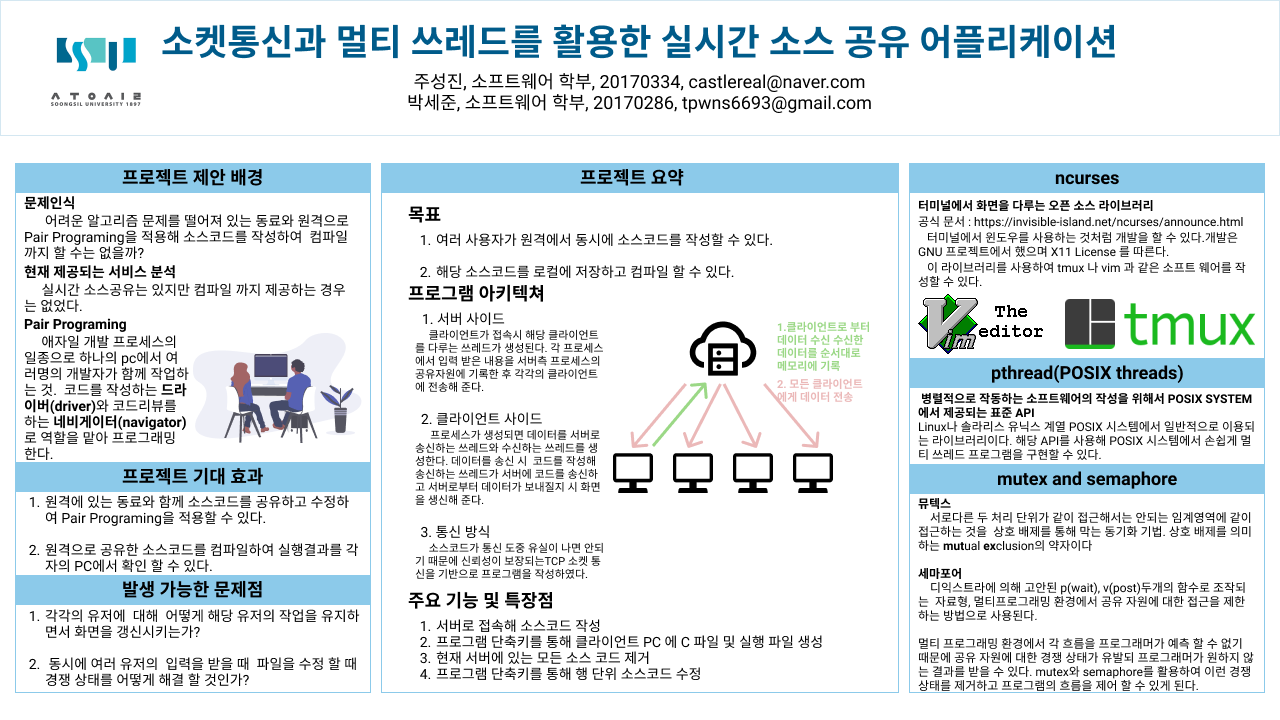 소켓통신과 멀티 쓰레드를 활용한 실시간 소스 공유 어플리케이션
SOONGSIL UNIVERSITY 1897
주성진, 소프트웨어 학부, 20170334, castlereal@naver.com
박세준, 소프트웨어 학부, 20170286, tpwns6693@gmail.com
프로젝트 제안 배경
문제인식
어려운 알고리즘 문제를 떨어져 있는 동료와 원격으로
Pair Programing을 적용해 소스코드를 작성하여 컴파일
까지 할 수는 없을까?
현재 제공되는 서비스 분석
실시간 소스공유는 있지만 컴파일 까지 제공하는 경우
는 없었다.
Pair Programing
애자일 개발 프로세스의
일종으로 하나의 pc에서 여
러명의 개발자가 함께 작업하
는 것. 코드를 작성하는 드라
이버(driver)와 코드리뷰를
하는 네비게이터(navigator)
로 역할을 맡아 프로그래밍
한다.
프로젝트 기대 효과
1. 원격에 있는 동료와 함께 소스코드를 공유하고 수정하
여 Pair Programing을 적용할 수 있다.
2. 원격으로 공유한 소스코드를 컴파일하여 실행결과를 각
자의 PC에서 확인 할 수 있다.
발생 가능한 문제점
1. 각각의 유저에 대해 어떻게 해당 유저의 작업을 유지하
면서 화면을 갱신시키는가?
2. 동시에 여러 유저의 입력을 받을 때 파일을 수정 할 때
경쟁 상태를 어떻게 해결 할 것인가?
프로젝트 요약
목표
1. 여러 사용자가 원격에서 동시에 소스코드를 작성할 수 있다.
2. 해당 소스코드를 로컬에 저장하고 컴파일 할 수 있다.
프로그램 아키텍쳐
1. 서버 사이드
클라이언트가 접속시 해당 클라이언트
를 다루는 쓰레드가 생성된다. 각 프로세스
에서 입력 받은 내용을 서버측 프로세스의
공유자원에 기록한 후 각각의 클라이언트
에 전송해 준다.
2. 클라이언트 사이드
프로세스가 생성되면 데이터를 서버로
송신하는 쓰레드와 수신하는 쓰레드를 생
성한다. 데이터를 송신 시 코드를 작성해
송신하는 쓰레드가 서버에 코드를 송신하
고 서버로부터 데이터가 보내질지 시 화면
을 생신해 준다.
3. 통신 방식
소스코드가 통신 도중 유실이 나면 안되
기 때문에 신뢰성이 보장되는TCP 소켓 통
신을 기반으로 프로그램을 작성하였다.
1.클라이언트로 부터
데이터 수신 수신한
데이터를 순서대로
메모리에 기록
2. 모든 클라이언트
에게 데이터 전송
주요 기능 및 특장점
1. 서버로 접속해 소스코드 작성
2. 프로그램 단축키를 통해 클라이언트 PC 에 C 파일 및 실행 파일 생성
3. 현재 서버에 있는 모든 소스 코드 제거
4. 프로그램 단축키를 통해 행 단위 소스코드 수정
ncurses
터미널에서 화면을 다루는 오픈 소스 라이브러리
공식 문서 : https://invisible-island.net/ncurses/announce.html
터미널에서 윈도우를 사용하는 것처럼 개발을 할 수 있다.개발은
GNU 프로젝트에서 했으며 X11 License 를 따른다.
이 라이브러리를 사용하여 tmux 나 vim 과 같은 소프트 웨어를 작
성할 수 있다.
Vim
The
editor
tmux
pthread(POSIX threads)
병렬적으로 작동하는 소프트웨어의 작성을 위해서 POSIX SYSTEM
에서 제공되는 표준 API
Linux나 솔라리스 유닉스 계열 POSIX 시스템에서 일반적으로 이용되
는 라이브러리이다. 해당 API를 사용해 POSIX 시스템에서 손쉽게 멀
티 쓰레드 프로그램을 구현할 수 있다.
mutex and semaphore
뮤텍스
서로다른 두 처리 단위가 같이 접근해서는 안되는 임계영역에 같이
접근하는 것을 상호 배제를 통해 막는 동기화 기법. 상호 배제를 의미
하는 mutual exclusion의 약자이다
세마포어
디익스트라에 의해 고안된 p(wait), v(post)두개의 함수로 조작되
는 자료형, 멀티프로그래밍 환경에서 공유 자원에 대한 접근을 제한
하는 방법으로 사용된다.
멀티 프로그래밍 환경에서 각 흐름을 프로그래머가 예측 할 수 없기
때문에 공유 자원에 대한 경쟁 상태가 유발되 프로그래머가 원하지 않
는 결과를 받을 수 있다. mutex와 semaphore를 활용하여 이런 경쟁
상태를 제거하고 프로그램의 흐름을 제어 할 수 있게 된다.